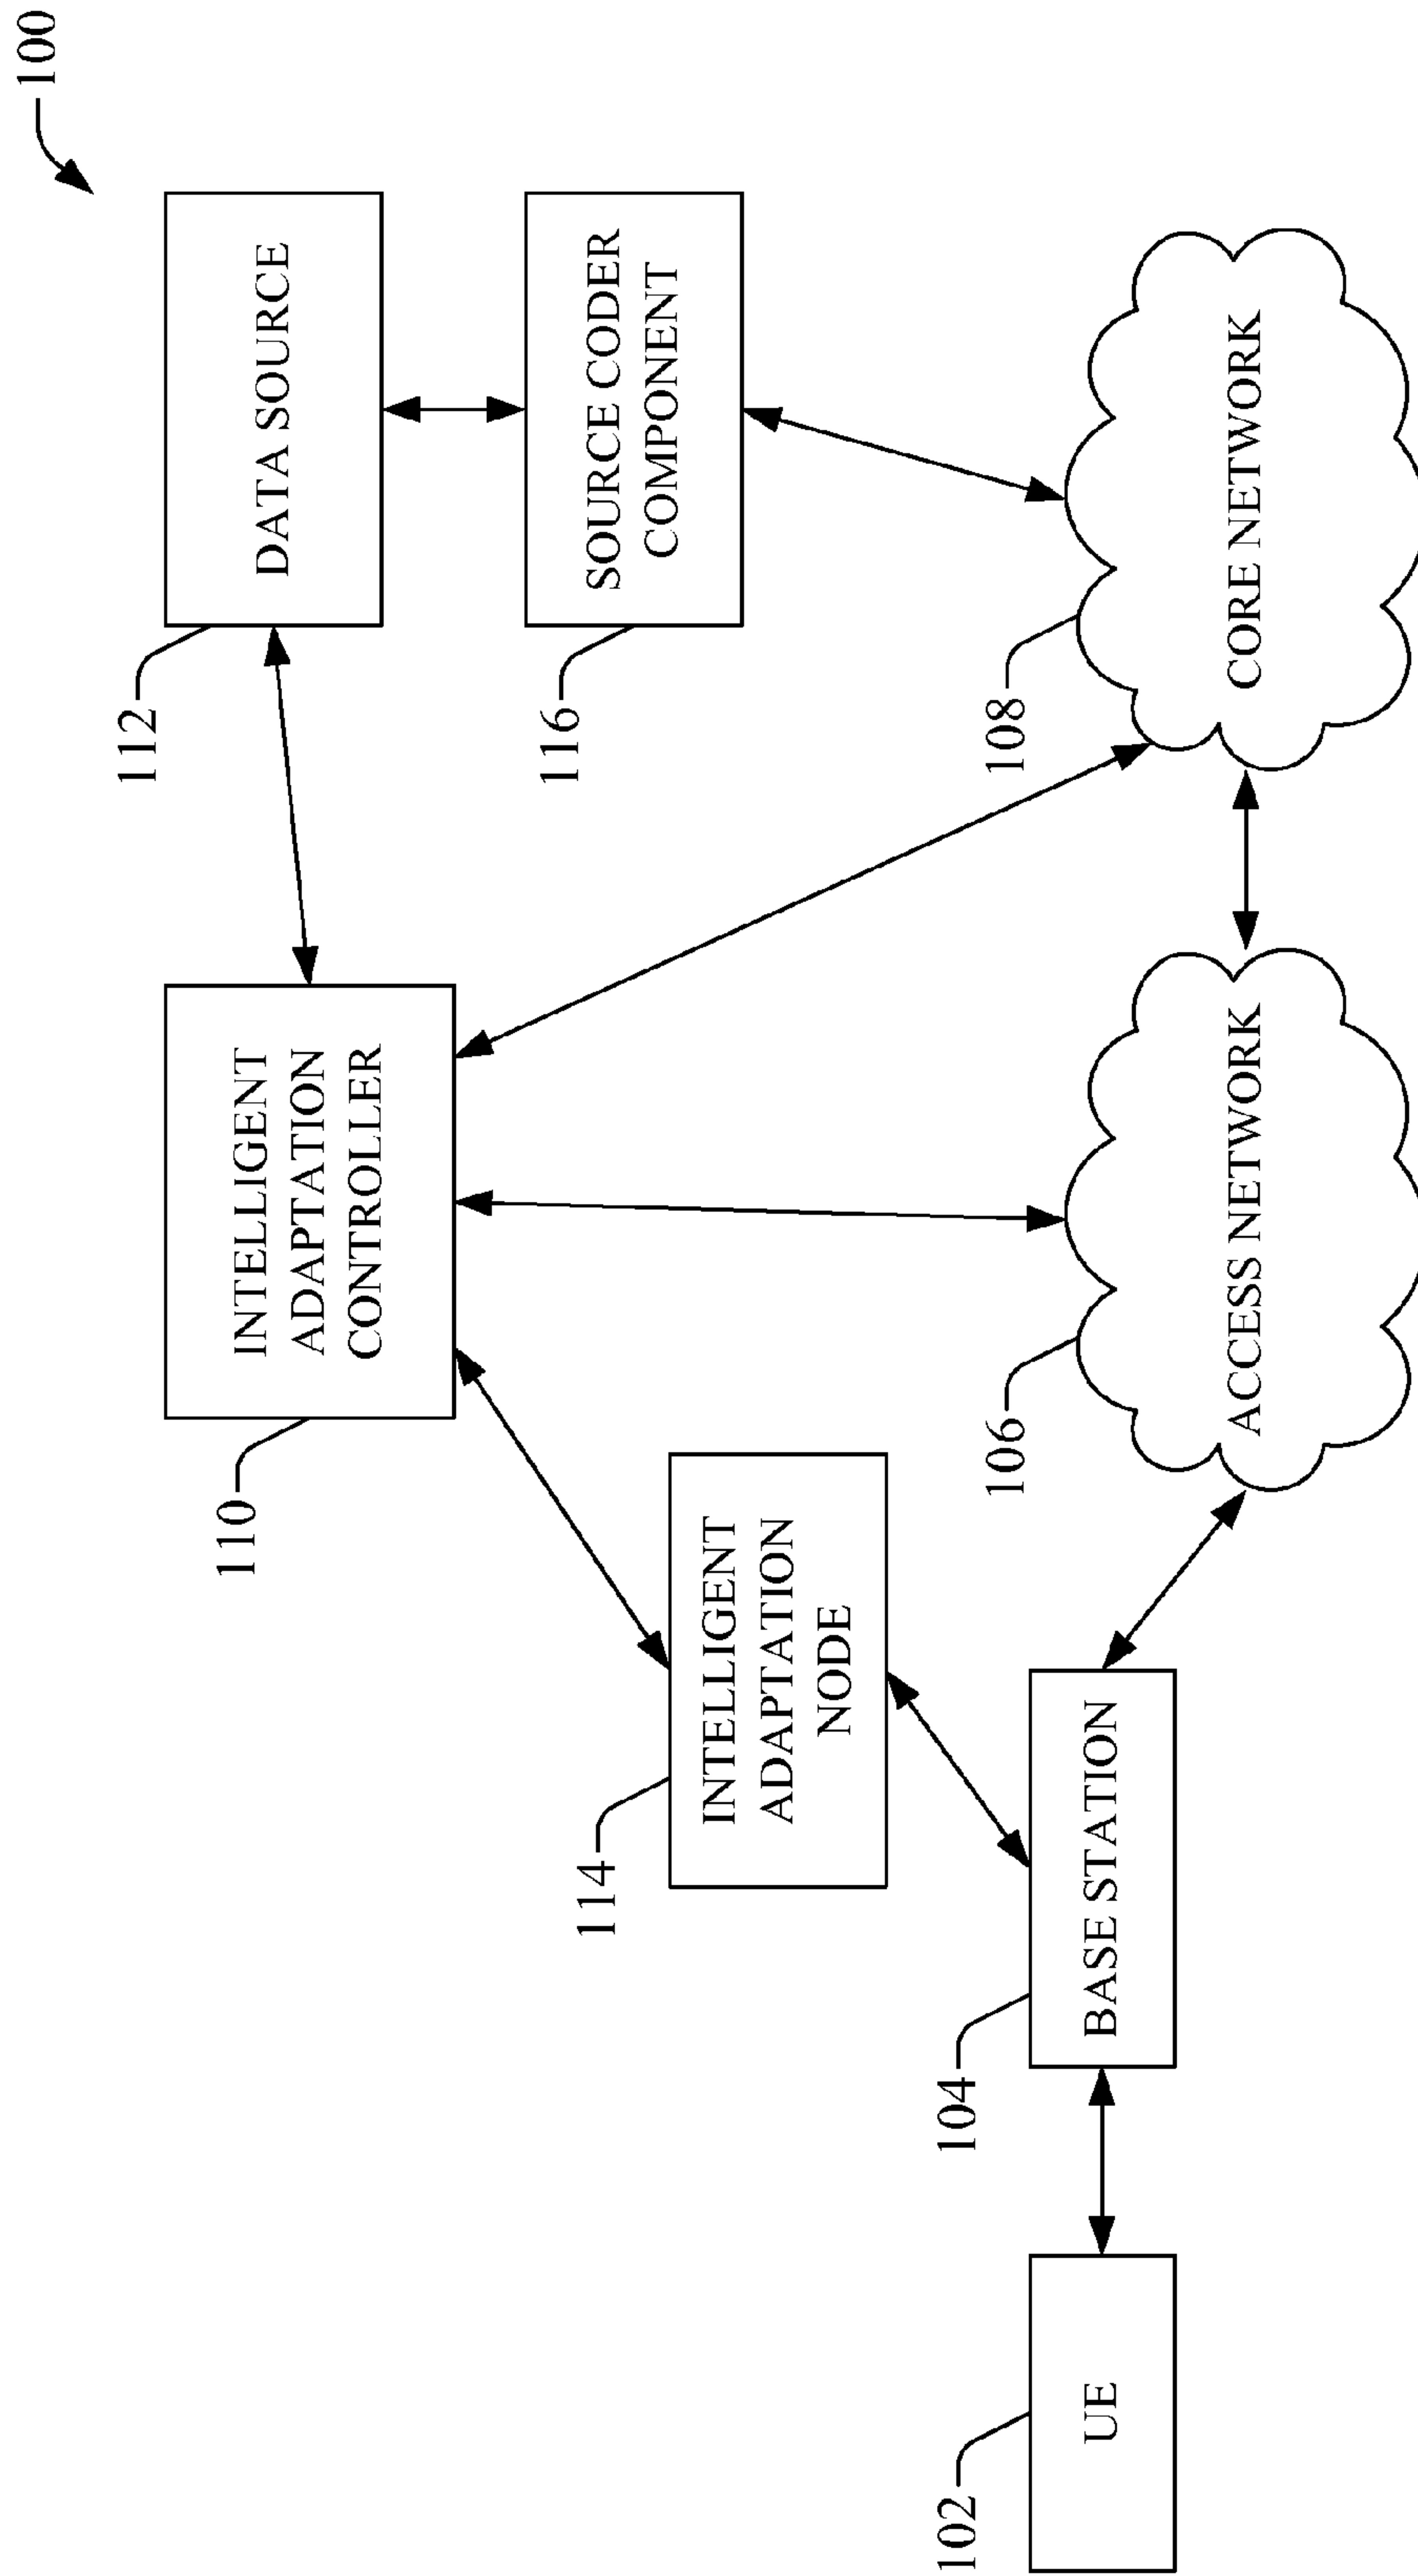 100
DATA SOURCE
112
SOURCE CODER
COMPONENT
116
CORE NETWORK
108
INTELLIGENT
ADAPTATION
CONTROLLER
110
ACCESS NETWORK
106
INTELLIGENT
ADAPTATION
NODE
114
BASE STATION
104
UE
102